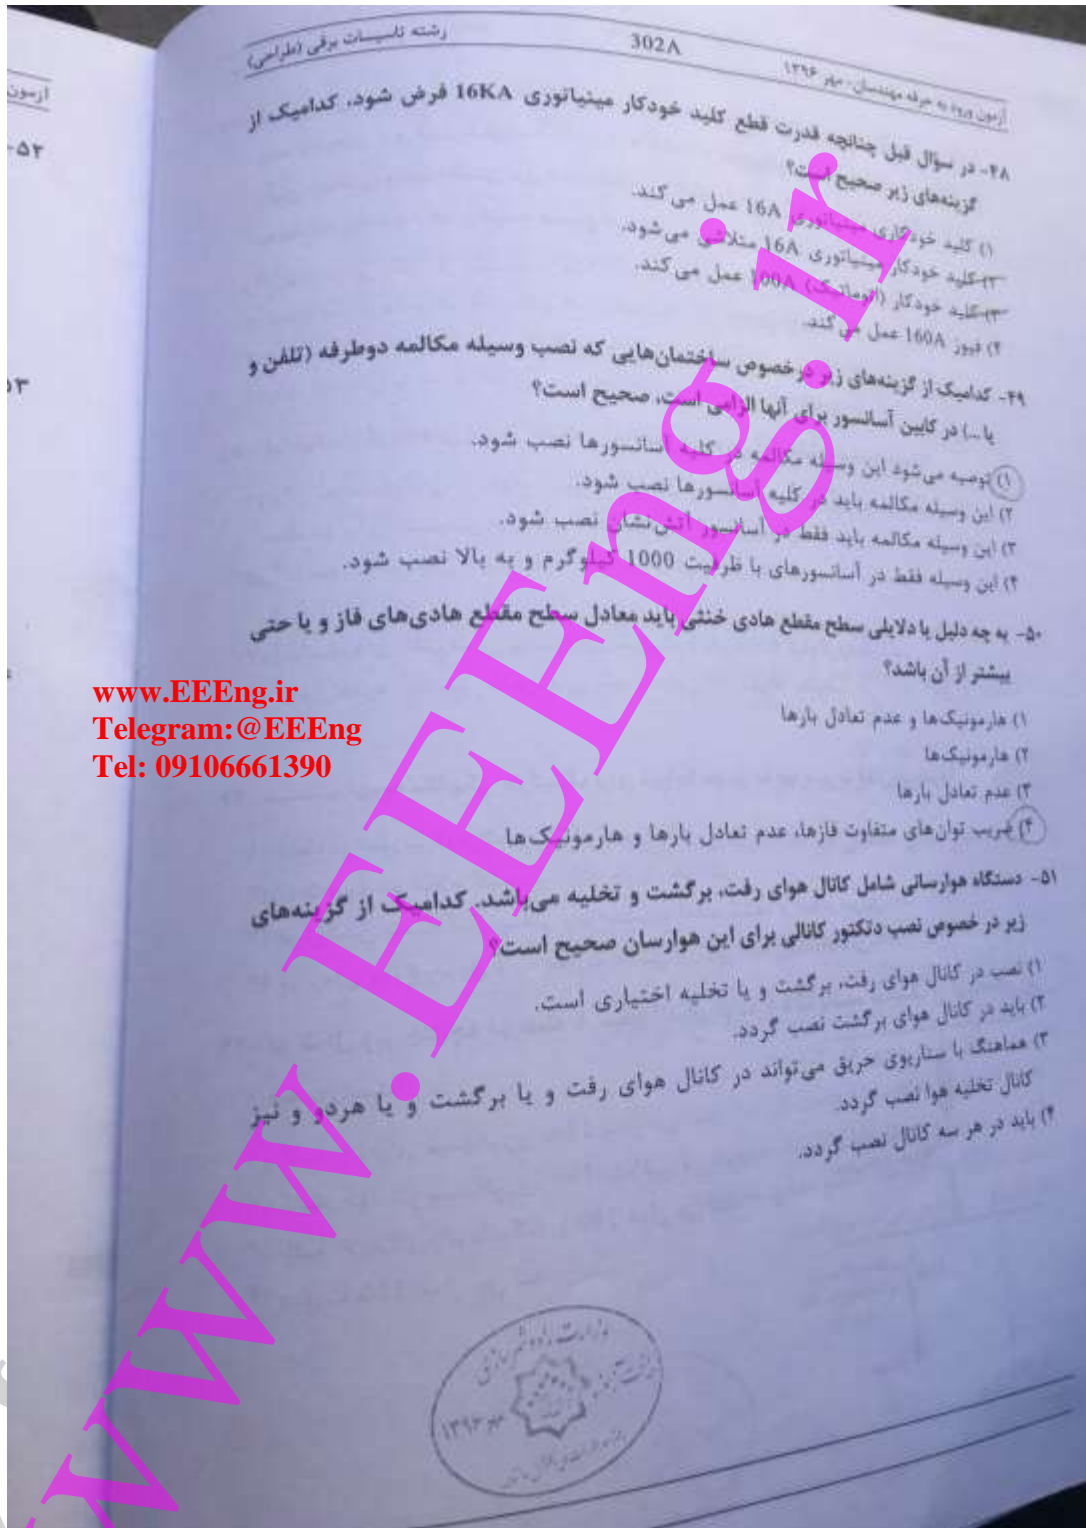 آزمون ورود به حرفه مهندسان - مهر ۱۳۹۶
302A
رشته تاسیسات برقی (طراحی)
۴۸- در سؤال قبل چنانچه قدرت قطع کلید خودکار مینیاتوری 16KA فرض شود، کدامیک از
گزینه‌های زیر صحیح است؟
۱) کلید خودکاری مینیاتوری 16A عمل می‌کند.
۲) کلید خودکار مینیاتوری 16A متلاشی می‌شود.
۳) کلید خودکار (اتوماتیک) 100A عمل می‌کند.
۴) فیوز 160A عمل می‌کند.
۴۹- کدامیک از گزینه‌های زیر درخصوص ساختمان‌هایی که نصب وسیله مکالمه دوطرفه (تلفن و
یا ...) در کابین آسانسور برای آنها الزامی است، صحیح است؟
۱) توصیه می‌شود این وسیله مکالمه در کلیه آسانسورها نصب شود.
۲) این وسیله مکالمه باید در کلیه آسانسورها نصب شود.
۳) این وسیله مکالمه باید فقط در آسانسور آتش‌نشان نصب شود.
۴) این وسیله فقط در آسانسورهای با ظرفیت 1000 کیلوگرم و به بالا نصب شود.
۵۰- به چه دلیل یا دلایلی سطح مقطع هادی خنثی باید معادل سطح مقطع هادی‌های فاز و یا حتی
بیشتر از آن باشد؟
۱) هارمونیک‌ها و عدم تعادل بارها
۲) هارمونیک‌ها
۳) عدم تعادل بارها
۴) ضریب توان‌های متفاوت فازها، عدم تعادل بارها و هارمونیک‌ها
۵۱- دستگاه هوارسانی شامل کانال هوای رفت، برگشت و تخلیه می‌باشد. کدامیک از گزینه‌های
زیر در خصوص نصب دتکتور کانالی برای این هوارسان صحیح است؟
۱) نصب در کانال هوای رفت، برگشت و یا تخلیه اختیاری است.
۲) باید در کانال هوای برگشت نصب گردد.
۳) هماهنگ با سناریوی حریق می‌تواند در کانال هوای رفت و یا برگشت و یا هردو و نیز
کانال تخلیه هوا نصب گردد.
۴) باید در هر سه کانال نصب گردد.
آزمون
۵۲-
۵۳
www.EEEng.ir
Telegram:@EEEng
Tel: 09106661390
www.EEEng.ir
مهر ۱۳۹۶